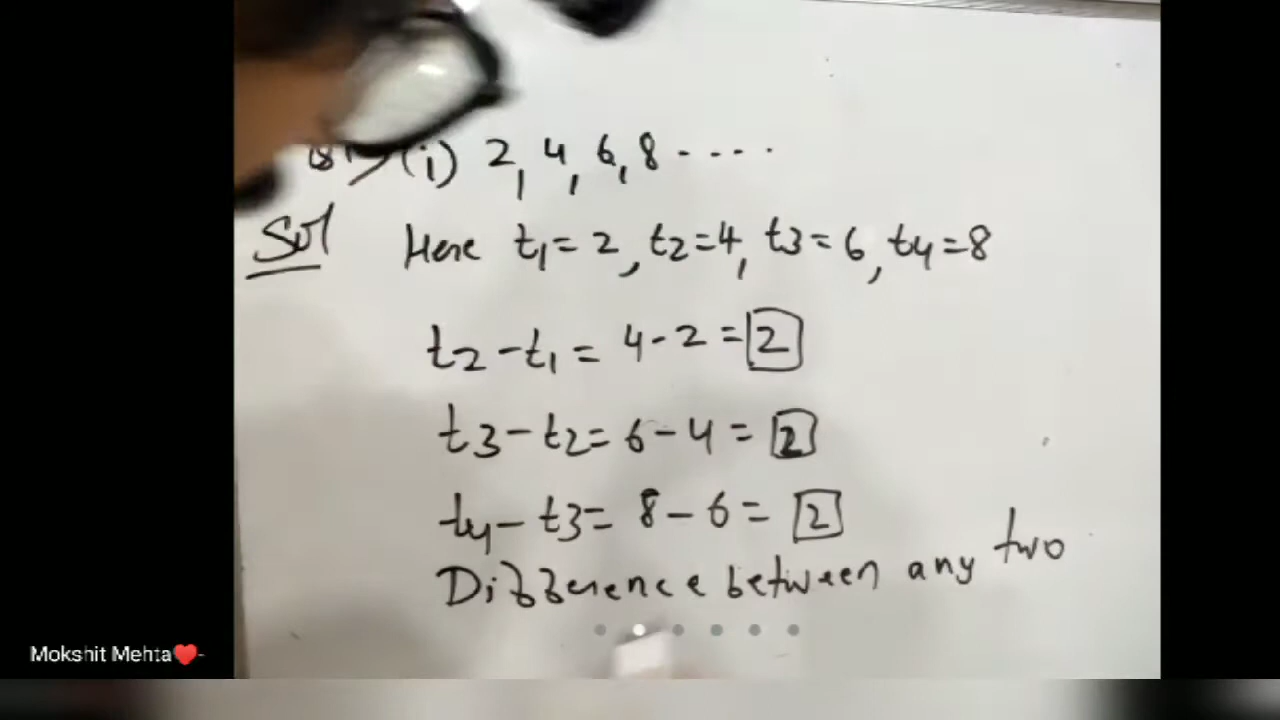 (i) 2, 4, 6, 8 ....
Sol Here t1 = 2, t2 = 4, t3 = 6, t4 = 8
t2 - t1 = 4 - 2 = 2
t3 - t2 = 6 - 4 = 2
t4 - t3 = 8 - 6 = 2
Difference between any two
Mokshit Mehta❤️-